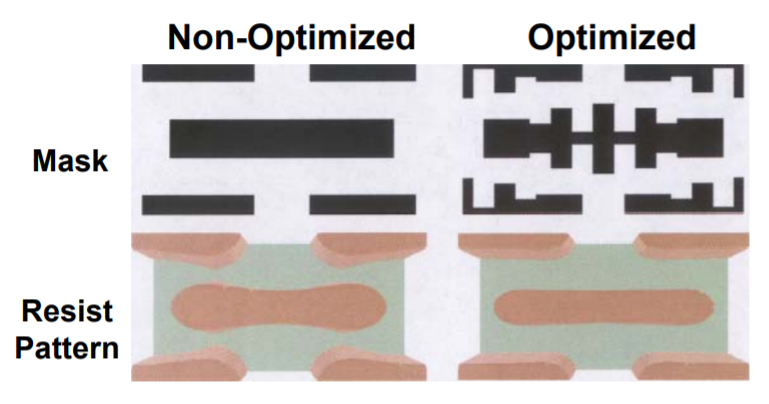 Non-Optimized
Optimized
Mask
Resist
Pattern